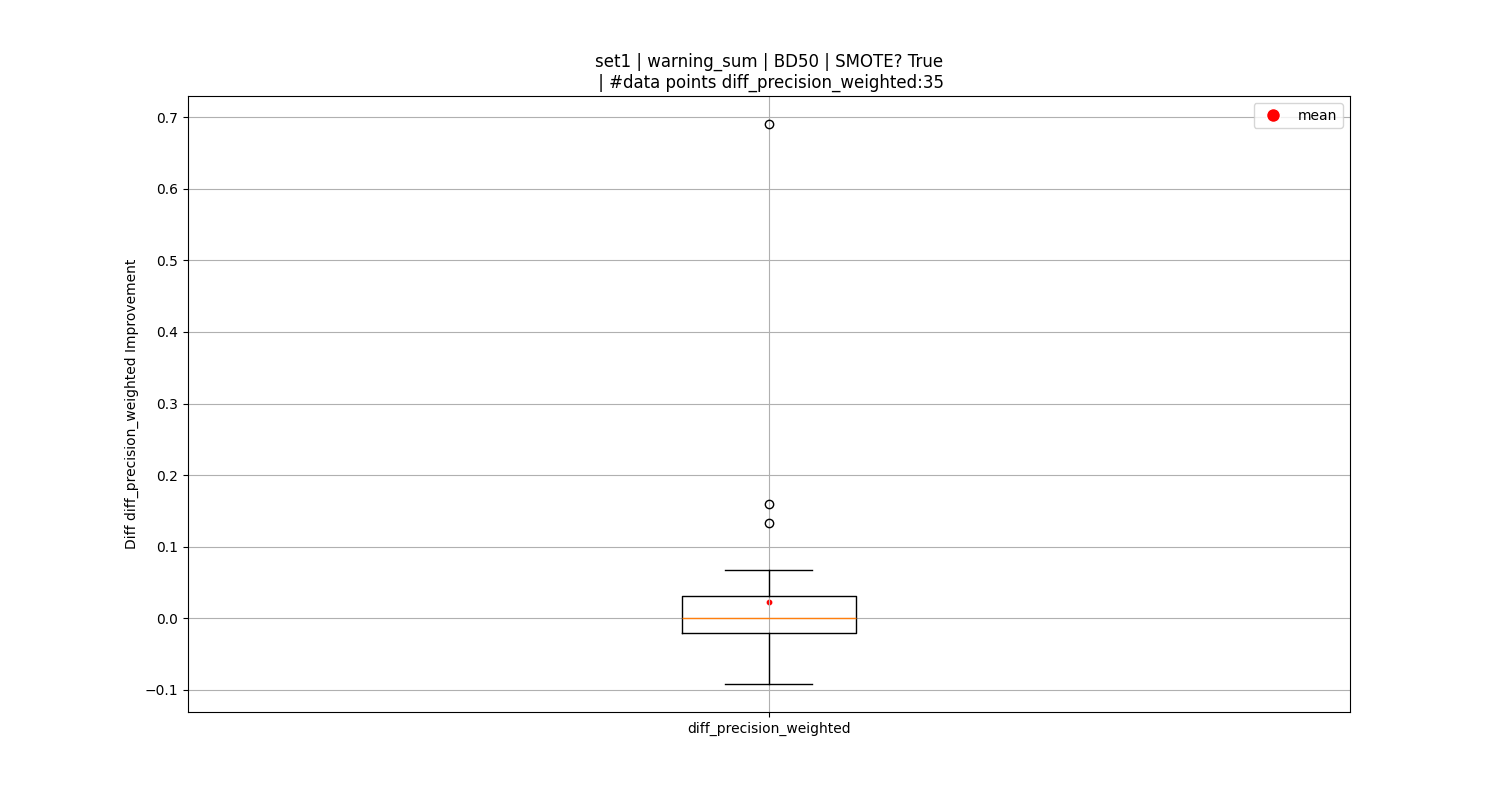 set1 | warning_sum | BD50 | SMOTE? True
| #data points diff_precision_weighted:35
mean
0.7
0.6
0.5
0.4
0.3
0.2
0.1
0.0
−0.1
Diff diff_precision_weighted Improvement
diff_precision_weighted